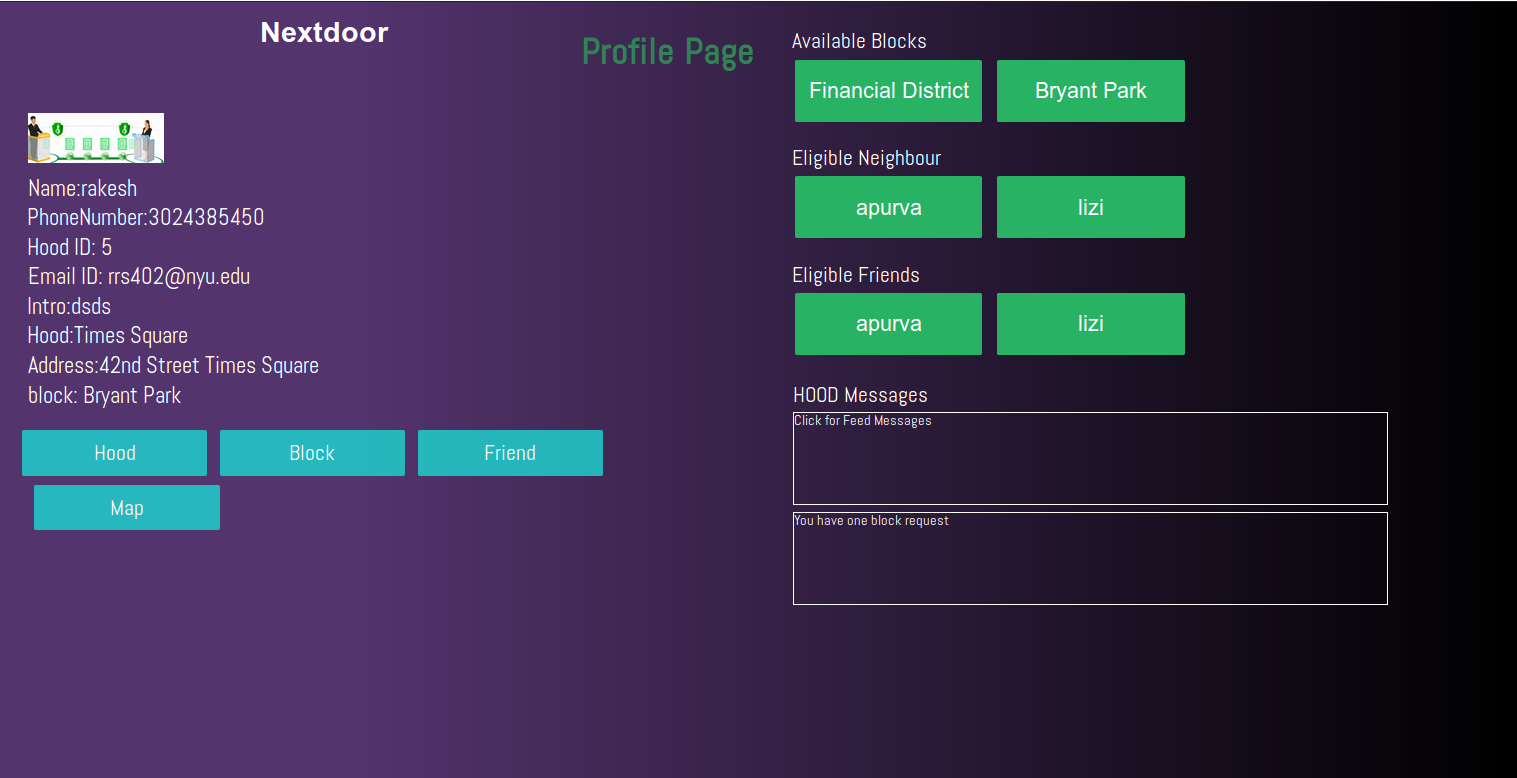 Nextdoor
Profile Page
Name:rakesh
PhoneNumber:3024385450
Hood ID: 5
Email ID: rrs402@nyu.edu
Intro:dsds
Hood:Times Square
Address:42nd Street Times Square
block: Bryant Park
Hood Block Friend
Map
Available Blocks
Financial District Bryant Park
Eligible Neighbour
apurva lizi
Eligible Friends
apurva lizi
HOOD Messages
Click for Feed Messages
You have one block request